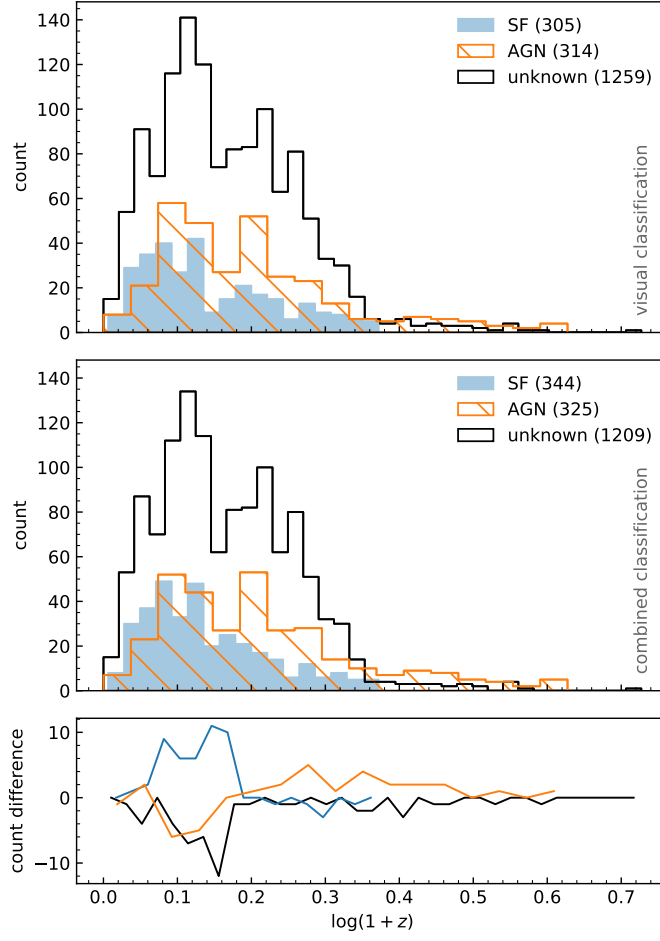 140
120
100
80
60
40
20
0
count
SF (305)
AGN (314)
unknown (1259)
visual classification
140
120
100
80
60
40
20
0
count
SF (344)
AGN (325)
unknown (1209)
combined classification
10
0
−10
count difference
0.0 0.1 0.2 0.3 0.4 0.5 0.6 0.7
log(1 + z)